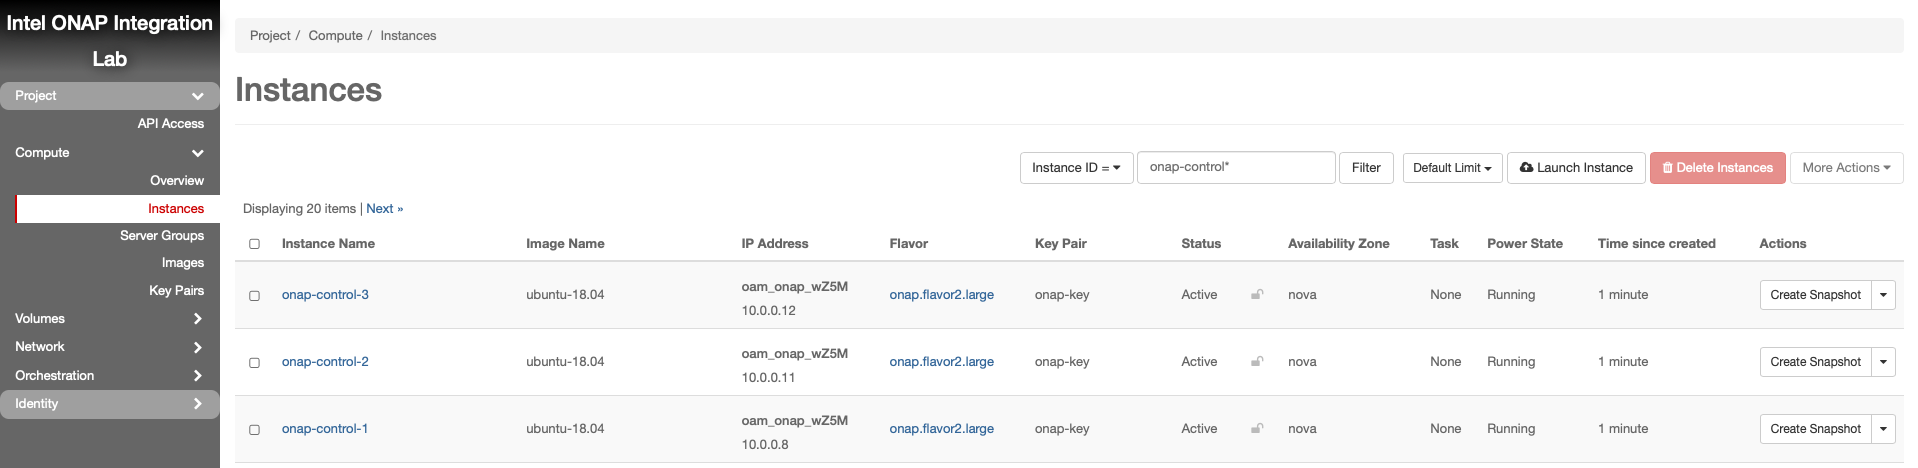 Intel ONAP Integration
Lab
Project
API Access
Compute
Overview
Instances
Server Groups
Images
Key Pairs
Volumes
Network
Orchestration
Identity
Project / Compute / Instances
Instances
Instance ID = onap-control* Filter Default Limit Launch Instance Delete Instances More Actions
Displaying 20 items | Next »
Instance Name Image Name IP Address Flavor Key Pair Status Availability Zone Task Power State Time since created Actions
onap-control-3 ubuntu-18.04 oam_onap_wZ5M onap.flavor2.large onap-key Active nova None Running 1 minute Create Snapshot
10.0.0.12
onap-control-2 ubuntu-18.04 oam_onap_wZ5M onap.flavor2.large onap-key Active nova None Running 1 minute Create Snapshot
10.0.0.11
onap-control-1 ubuntu-18.04 oam_onap_wZ5M onap.flavor2.large onap-key Active nova None Running 1 minute Create Snapshot
10.0.0.8